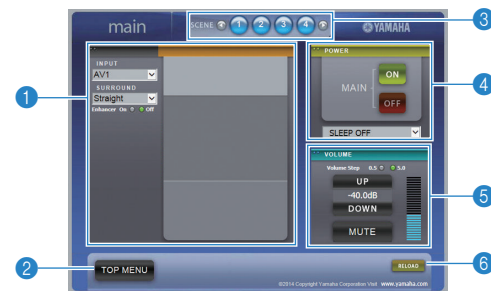 main
SCENE 1 2 3 4
YAMAHA
3
INPUT
AV1
SURROUND
Straight
Enhancer On Off
1
POWER
MAIN
ON
OFF
SLEEP OFF
4
VOLUME
Volume Step 0.5 5.0
UP
-40.0dB
DOWN
MUTE
5
2
TOP MENU
RELOAD
6
©2014 Copyright Yamaha Corporation Visit www.yamaha.com